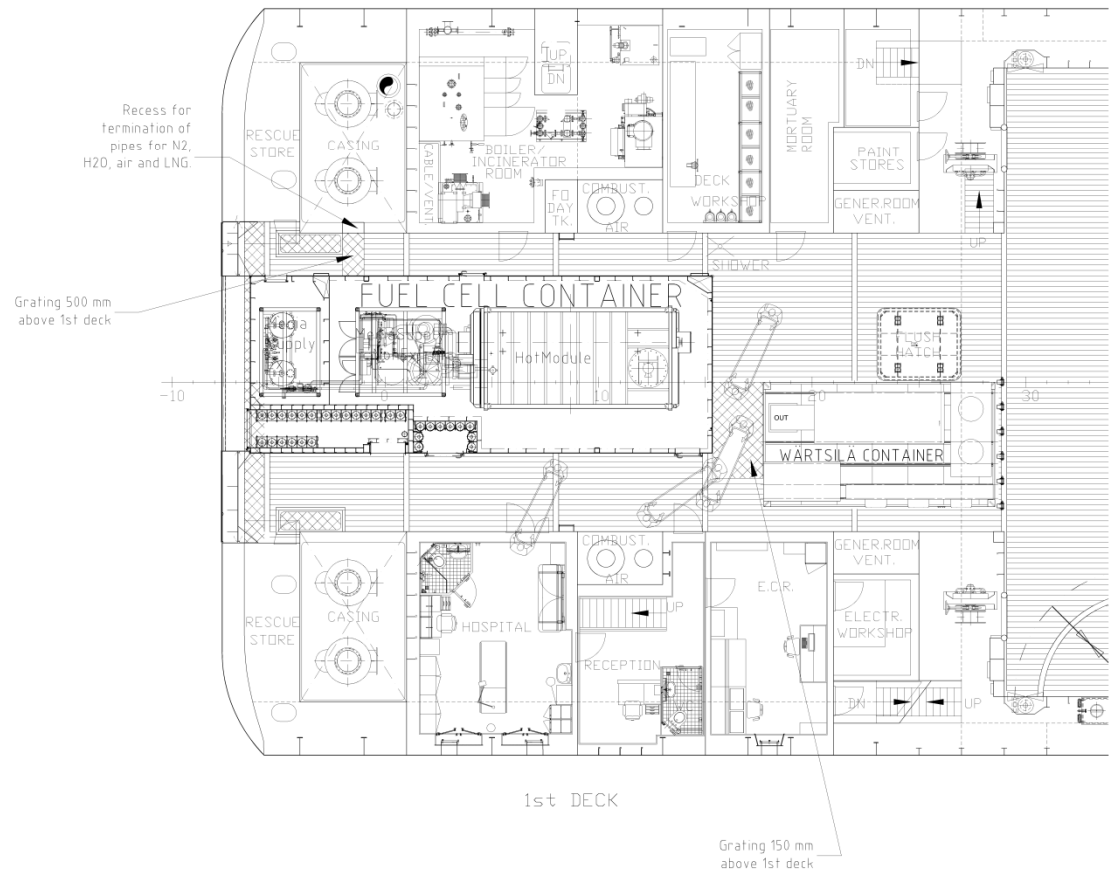 Recess for
termination of
pipes for N2,
H2O, air and LNG.
RESCUE
STORE
CASING
CABLE/VENT.
BOILER/
INCINERATOR
ROOM
UP
DN
FO
DAY
TK.
COMBUST.
AIR
DECK
WORKSHOP
MORTUARY
ROOM
DN
PAINT
STORES
GENER.ROOM
VENT.
UP
SHOWER
Grating 500 mm
above 1st deck
FUEL CELL CONTAINER
Media
Supply
HotModule
FLUSH
HATCH
-10
0
10
20
30
OUT
WÄRTSILA CONTAINER
RESCUE
STORE
CASING
HOSPITAL
COMBUST.
AIR
UP
RECEPTION
WC
E.C.R.
GENER.ROOM
VENT.
ELECTR.
WORKSHOP
DN
UP
1st DECK
Grating 150 mm
above 1st deck